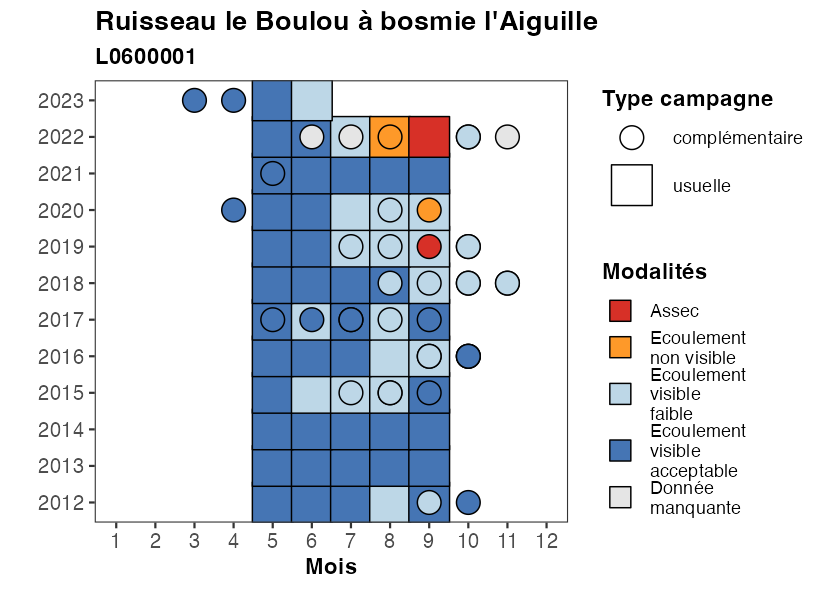 Ruisseau le Boulou à bosmie l'Aiguille
L0600001
2023
2022
2021
2020
2019
2018
2017
2016
2015
2014
2013
2012
1 2 3 4 5 6 7 8 9 10 11 12
Mois
Type campagne
complémentaire
usuelle
Modalités
Assec
Ecoulement
non visible
Ecoulement
visible
faible
Ecoulement
visible
acceptable
Donnée
manquante